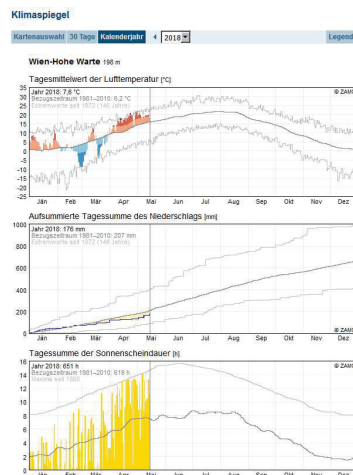 Klimaspiegel
Kartenauswahl 30 Tage Kalenderjahr 2018 Legend
Wien-Hohe Warte 198 m
Tagesmittelwert der Lufttemperatur [°C]
35
30
25
20
15
10
5
0
-5
-10
-15
-20
-25
Jahr 2018: 7,6 °C
Bezugszeitraum 1981–2010: 6,2 °C
Extremwerte seit 1872 (146 Jahre)
© ZAMG
Jän Feb Mär Apr Mai Jun Jul Aug Sep Okt Nov Dez
Aufsummierte Tagessumme des Niederschlags [mm]
1000
800
600
400
200
0
Jahr 2018: 176 mm
Bezugszeitraum 1981–2010: 207 mm
Extremwerte seit 1872 (146 Jahre)
© ZAMG
Jän Feb Mär Apr Mai Jun Jul Aug Sep Okt Nov Dez
Tagessumme der Sonnenscheindauer [h]
16
14
12
10
8
6
4
2
0
Jahr 2018: 651 h
Bezugszeitraum 1981–2010: 619 h
Maxima seit 1880
© ZAMG
Jän Feb Mär Apr Mai Jun Jul Aug Sep Okt Nov Dez